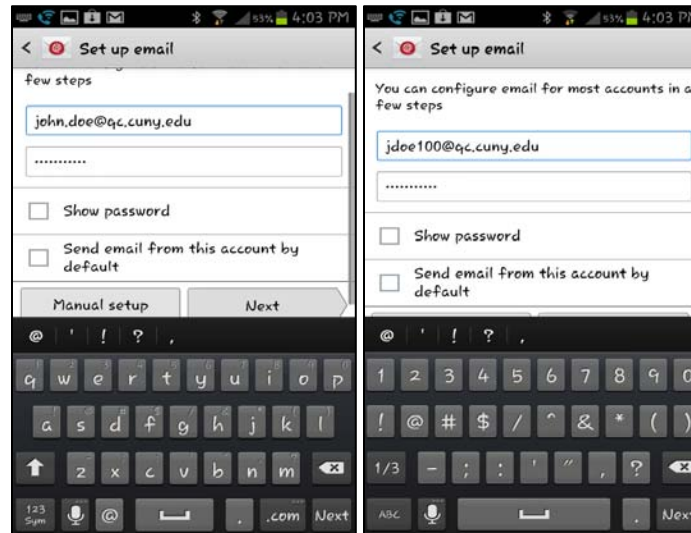 53% 4:03 PM
< Set up email
few steps
john.doe@qc.cuny.edu
...........
Show password
Send email from this account by
default
Manual setup Next
@ ' ! ? ,
q w e r t y u i o p
a s d f g h j k l
z x c v b n m
123
Sym @ . .com Next
53% 4:03 PM
< Set up email
You can configure email for most accounts in a
few steps
jdoe100@qc.cuny.edu
...........
Show password
Send email from this account by
default
@ ' ! ? ,
1 2 3 4 5 6 7 8 9 0
! @ # $ / ^ & * ( )
1/3 - ; : ' " , ?
ABC . Next